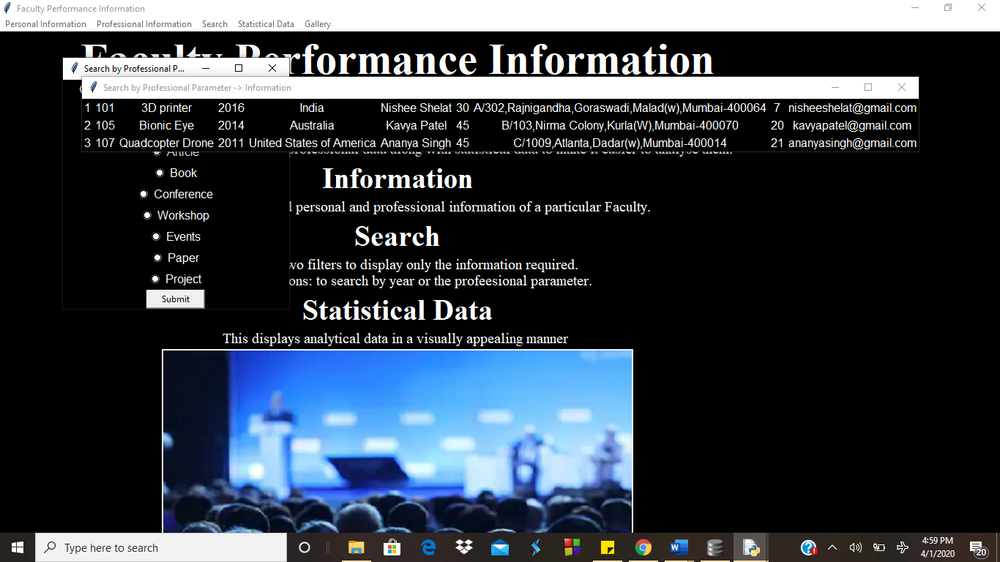 Faculty Performance Information
Personal Information Professional Information Search Statistical Data Gallery
Faculty Performance Information
Search by Professional P...
Search by Professional Parameter -> Information
1 101 3D printer 2016 India Nishee Shelat 30 A/302,Rajnigandha,Goraswadi,Malad(w),Mumbai-400064 7 nisheeshelat@gmail.com
2 105 Bionic Eye 2014 Australia Kavya Patel 45 B/103,Nirma Colony,Kurla(W),Mumbai-400070 20 kavyapatel@gmail.com
3 107 Quadcopter Drone 2011 United States of America Ananya Singh 45 C/1009,Atlanta,Dadar(w),Mumbai-400014 21 ananyasingh@gmail.com
Article
professional data along with statistical data to make it easier to analyse them.
Book
Information
Conference
personal and professional information of a particular Faculty.
Workshop
Search
Events
Paper
wo filters to display only the information required.
Project
ons: to search by year or the profeesional parameter.
Submit
Statistical Data
This displays analytical data in a visually appealing manner
Type here to search
4:59 PM
4/1/2020
20